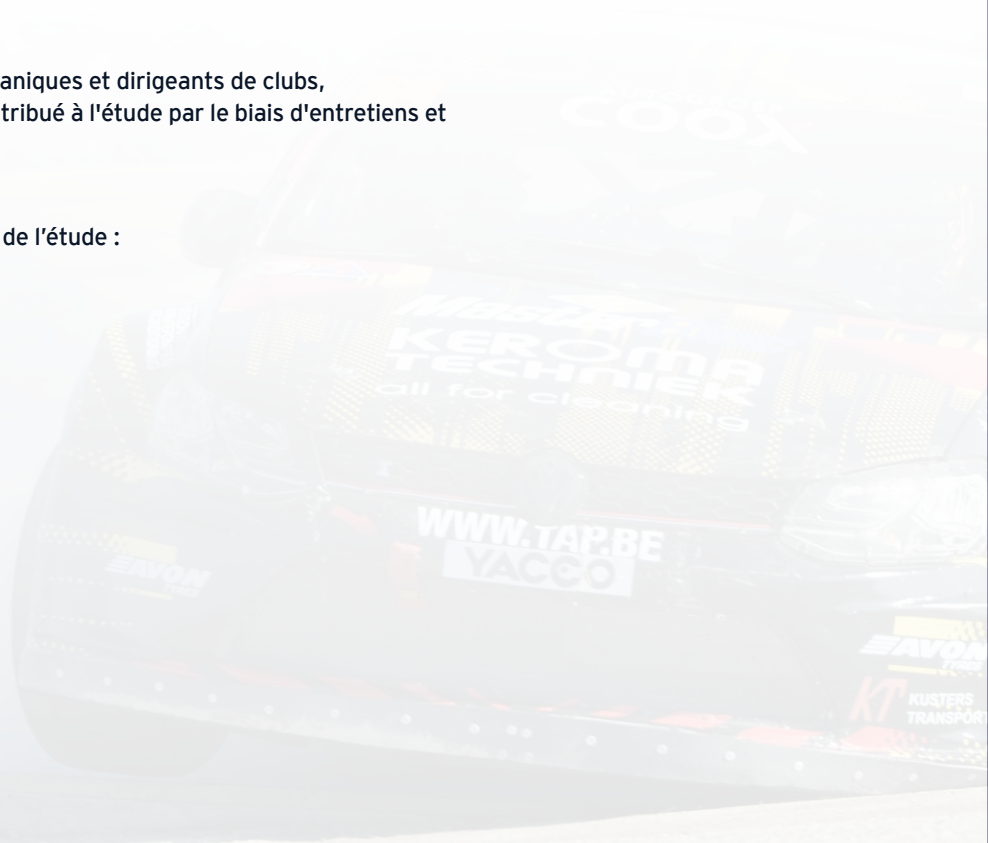 aniques et dirigeants de clubs,
tribué à l'étude par le biais d'entretiens et
de l'étude :
COOX
KEROMA
TECHNIEK
all for cleaning
WWW.TAP.BE
YACCO
AVON
AVON
TYRES
KT KUSTERS
TRANSPORT